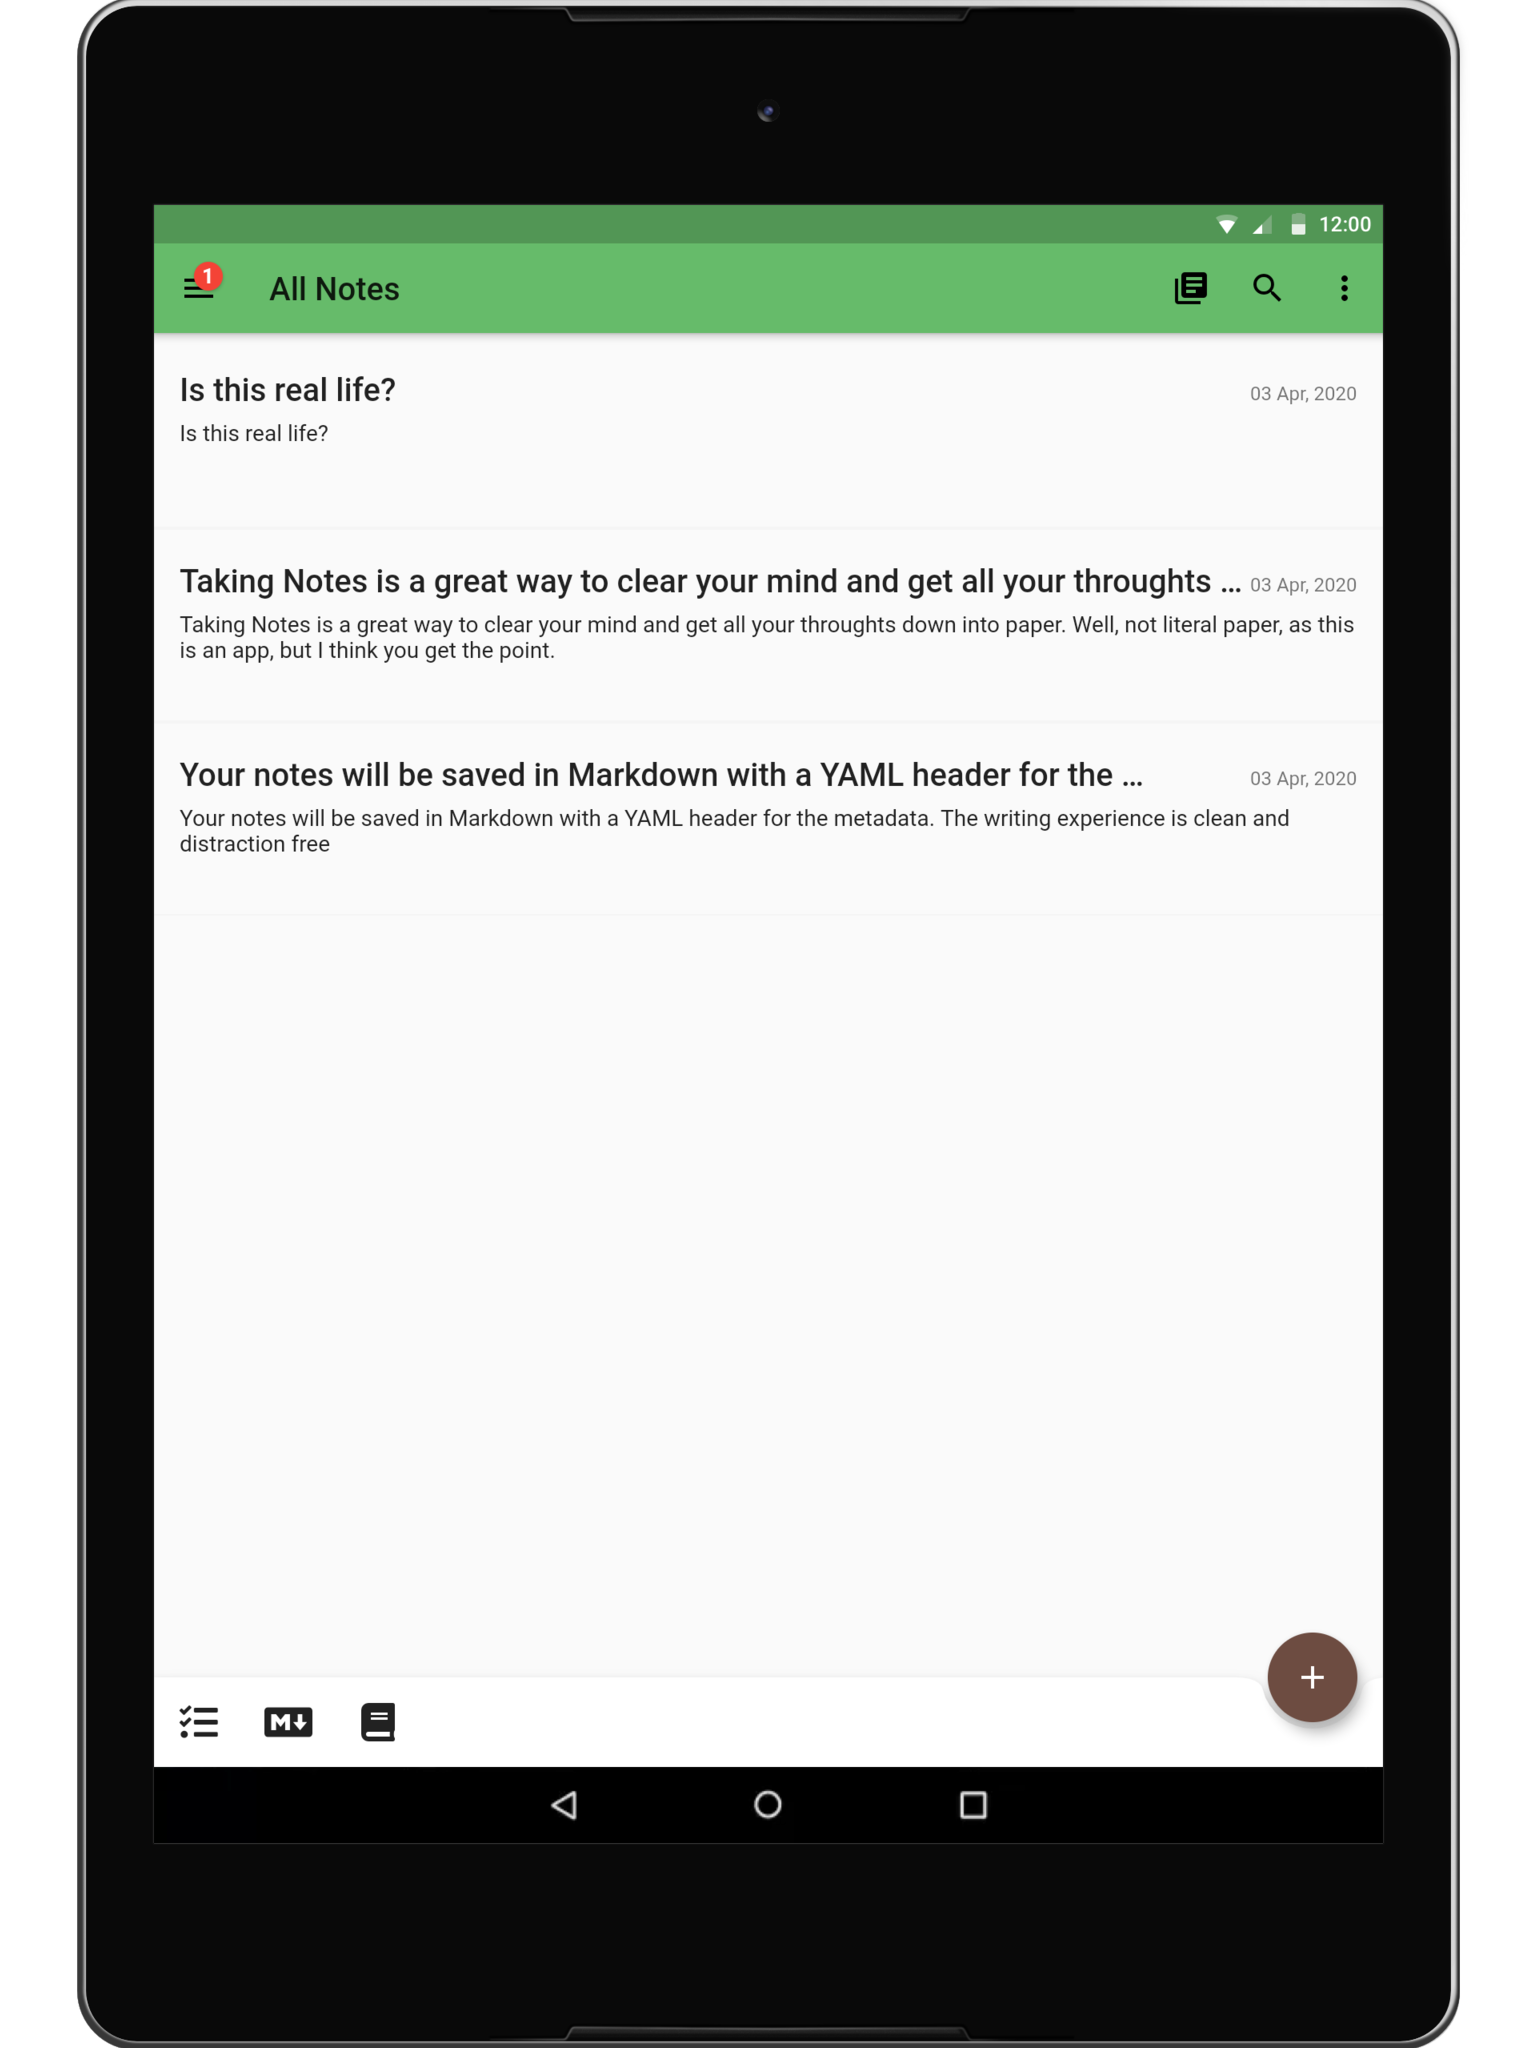 12:00
1
All Notes
Is this real life?
03 Apr, 2020
Is this real life?
Taking Notes is a great way to clear your mind and get all your throughts ...
03 Apr, 2020
Taking Notes is a great way to clear your mind and get all your throughts down into paper. Well, not literal paper, as this
is an app, but I think you get the point.
Your notes will be saved in Markdown with a YAML header for the ...
03 Apr, 2020
Your notes will be saved in Markdown with a YAML header for the metadata. The writing experience is clean and
distraction free
M